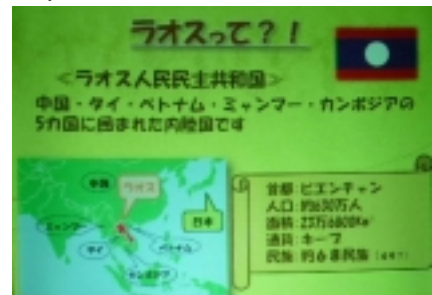 ラオスって?!
<ラオス人民民主共和国>
中国・タイ・ベトナム・ミャンマー・カンボジアの
5カ国に囲まれた内陸国です
中国
ラオス
日本
ミャンマー
タイ
ベトナム
カンボジア
首都:ビエンチャン
人口:約630万人
面積:23万6800K㎡
通貨:キープ
民族:約6
民族